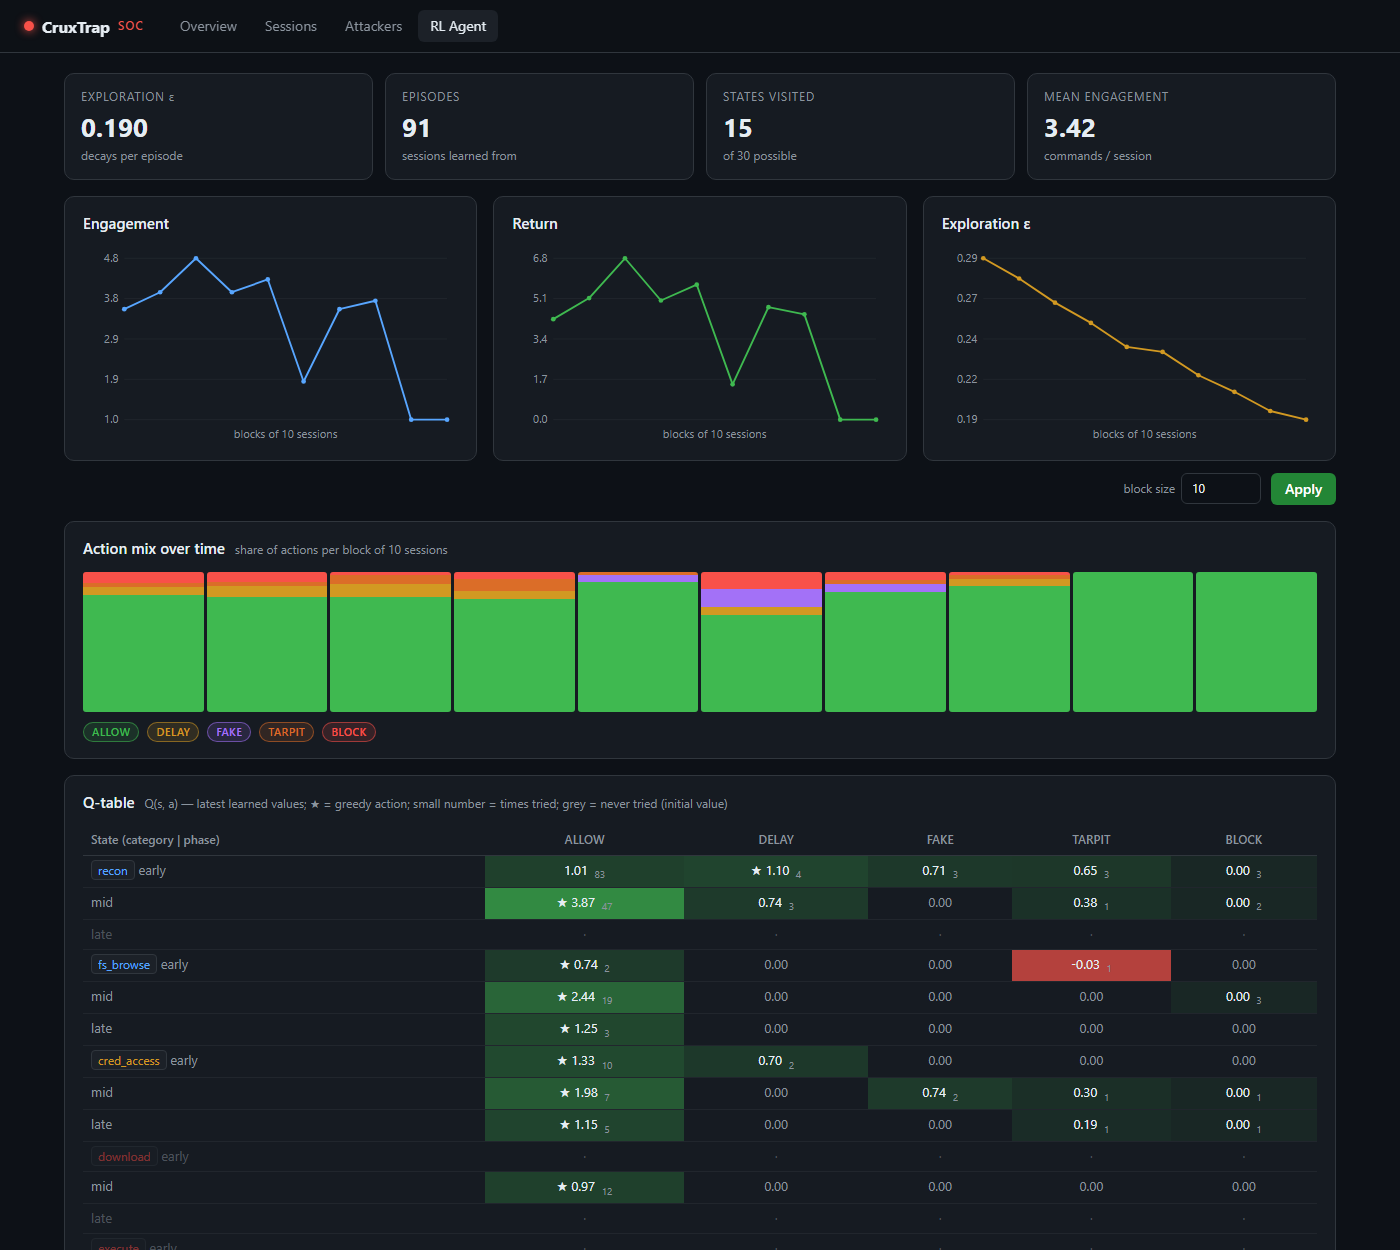 CruxTrap SOC Overview Sessions Attackers RL Agent
EXPLORATION ε
0.190
decays per episode
EPISODES
91
sessions learned from
STATES VISITED
15
of 30 possible
MEAN ENGAGEMENT
3.42
commands / session
Engagement
4.8
3.8
2.9
1.9
1.0
blocks of 10 sessions
Return
6.8
5.1
3.4
1.7
0.0
blocks of 10 sessions
Exploration ε
0.29
0.27
0.24
0.22
0.19
blocks of 10 sessions
block size 10 Apply
Action mix over time share of actions per block of 10 sessions
ALLOW DELAY FAKE TARPIT BLOCK
Q-table Q(s, a) — latest learned values; ★ = greedy action; small number = times tried; grey = never tried (initial value)
State (category | phase) ALLOW DELAY FAKE TARPIT BLOCK
recon early 1.01 83 ★ 1.10 4 0.71 3 0.65 3 0.00 3
mid ★ 3.87 47 0.74 3 0.00 0.38 1 0.00 2
late · · · · ·
fs_browse early ★ 0.74 2 0.00 0.00 -0.03 1 0.00
mid ★ 2.44 19 0.00 0.00 0.00 0.00 3
late ★ 1.25 3 0.00 0.00 0.00 0.00
cred_access early ★ 1.33 10 0.70 2 0.00 0.00 0.00
mid ★ 1.98 7 0.00 0.74 2 0.30 1 0.00 1
late ★ 1.15 5 0.00 0.00 0.19 1 0.00 1
download early · · · · ·
mid ★ 0.97 12 0.00 0.00 0.00 0.00
late · · · · ·
execute early